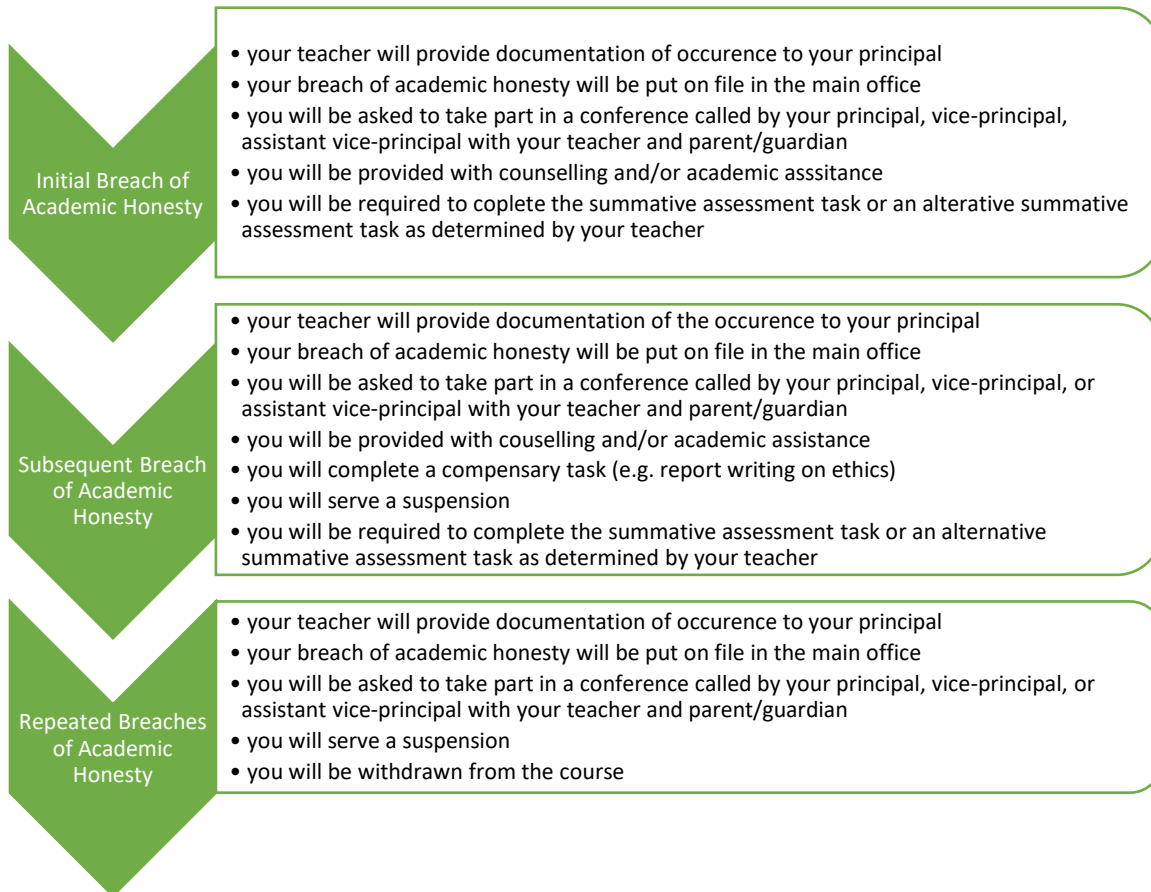 Initial Breach of
Academic Honesty
• your teacher will provide documentation of occurence to your principal
• your breach of academic honesty will be put on file in the main office
• you will be asked to take part in a conference called by your principal, vice-principal,
assistant vice-principal with your teacher and parent/guardian
• you will be provided with counselling and/or academic asssitance
• you will be required to coplete the summative assessment task or an alterative summative
assessment task as determined by your teacher
Subsequent Breach
of Academic
Honesty
• your teacher will provide documentation of the occurence to your principal
• your breach of academic honesty will be put on file in the main office
• you will be asked to take part in a conference called by your principal, vice-principal, or
assistant vice-principal with your teacher and parent/guardian
• you will be provided with couselling and/or academic assistance
• you will complete a compensary task (e.g. report writing on ethics)
• you will serve a suspension
• you will be required to complete the summative assessment task or an alternative
summative assessment task as determined by your teacher
Repeated Breaches
of Academic
Honesty
• your teacher will provide documentation of occurence to your principal
• your breach of academic honesty will be put on file in the main office
• you will be asked to take part in a conference called by your principal, vice-principal, or
assistant vice-principal with your teacher and parent/guardian
• you will serve a suspension
• you will be withdrawn from the course